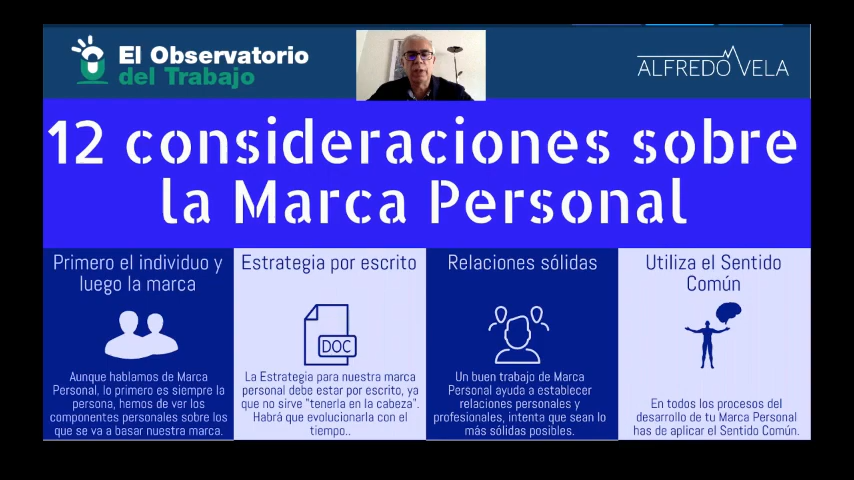 El Observatorio
del Trabajo
ALFREDO VELA
12 consideraciones sobre
la Marca Personal
Primero el individuo y
luego la marca
Aunque hablamos de Marca
Personal, lo primero es siempre la
persona, hemos de ver los
componentes personales sobre los
que se va a basar nuestra marca.
Estrategia por escrito
DOC
La Estrategia para nuestra marca
personal debe estar por escrito, ya
que no sirve "tenerla en la cabeza".
Habrá que evolucionarla con el
tiempo..
Relaciones sólidas
Un buen trabajo de Marca
Personal ayuda a establecer
relaciones personales y
profesionales, intenta que sean lo
más sólidas posibles.
Utiliza el Sentido
Común
En todos los procesos del
desarrollo de tu Marca Personal
has de aplicar el Sentido Común.